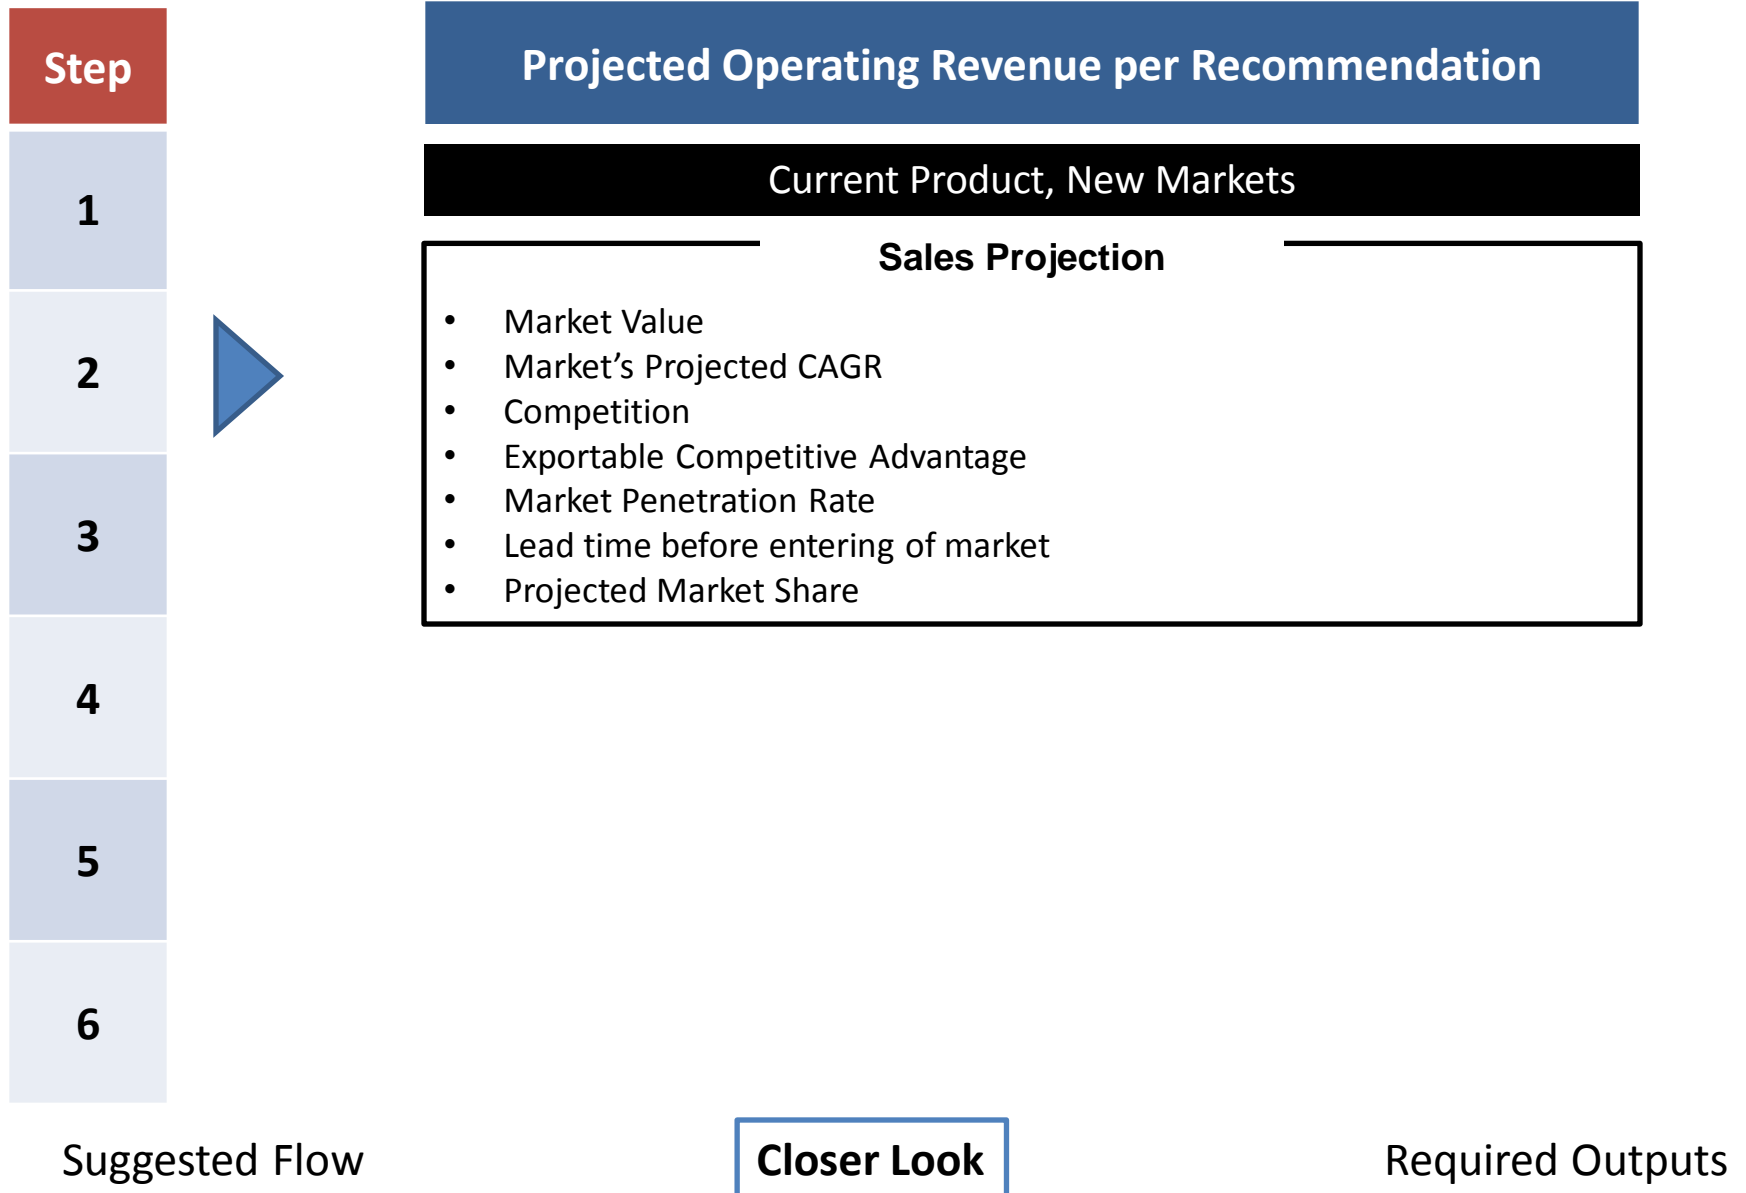 Step
Projected Operating Revenue per Recommendation
Current Product, New Markets
1
2
3
4
5
6
Sales Projection
• Market Value
• Market’s Projected CAGR
• Competition
• Exportable Competitive Advantage
• Market Penetration Rate
• Lead time before entering of market
• Projected Market Share
Suggested Flow
Closer Look
Required Outputs